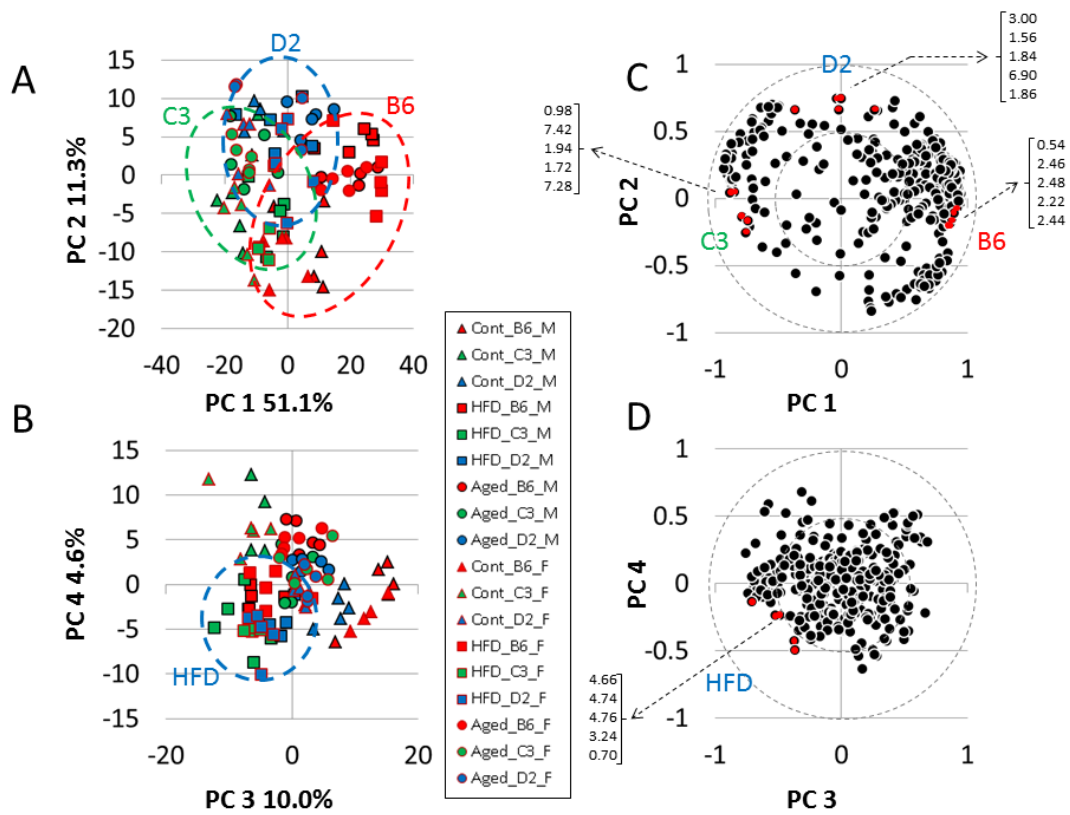 A
D2
C3
B6
PC 2 11.3%
15
10
5
0
-5
-10
-15
-20
-40
-20
0
20
40
PC 1 51.1%
C
D2
C3
B6
PC 2
1
0.5
0
-0.5
-1
-1
0
1
PC 1
3.00
1.56
1.84
6.90
1.86
0.98
7.42
1.94
1.72
7.28
0.54
2.46
2.48
2.22
2.44
Cont_B6_M
Cont_C3_M
Cont_D2_M
HFD_B6_M
HFD_C3_M
HFD_D2_M
Aged_B6_M
Aged_C3_M
Aged_D2_M
Cont_B6_F
Cont_C3_F
Cont_D2_F
HFD_B6_F
HFD_C3_F
HFD_D2_F
Aged_B6_F
Aged_C3_F
Aged_D2_F
B
HFD
PC 4 4.6%
15
10
5
0
-5
-10
-15
-20
0
20
PC 3 10.0%
D
HFD
PC 4
1
0.5
0
-0.5
-1
-1
0
1
PC 3
4.66
4.74
4.76
3.24
0.70